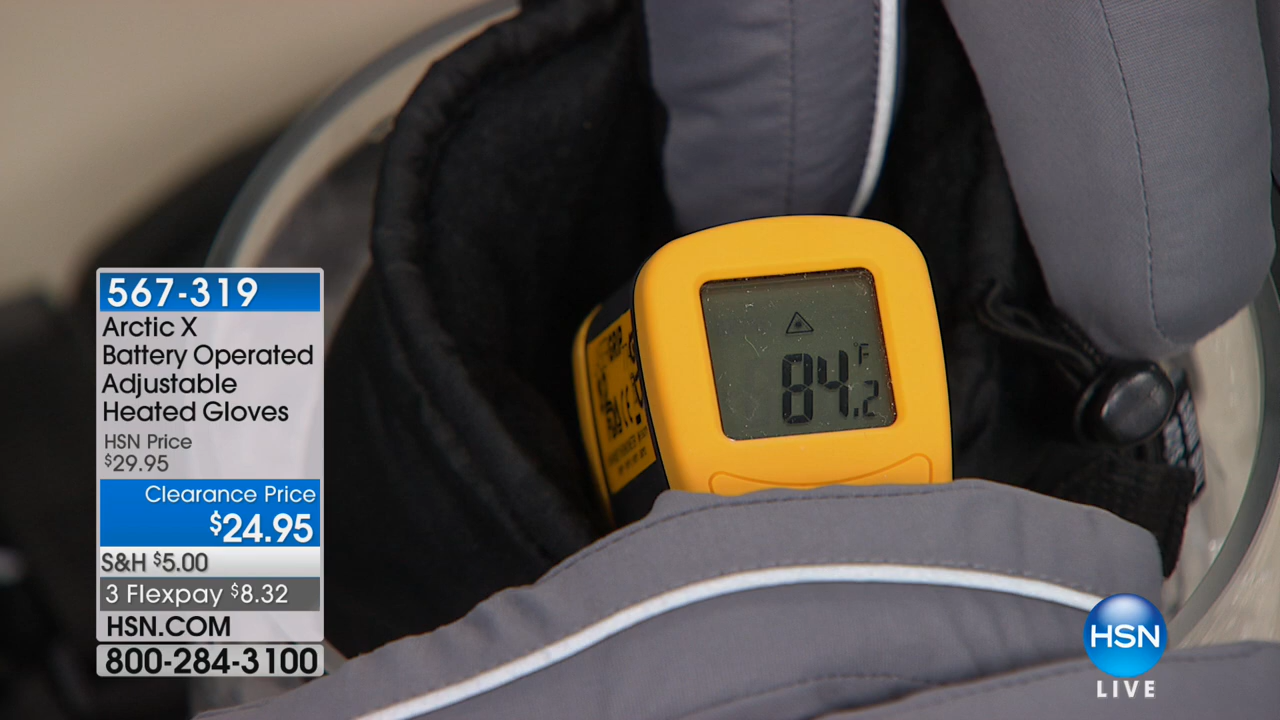 567-319
Arctic X
Battery Operated
Adjustable
Heated Gloves
HSN Price
$29.95
Clearance Price
$24.95
S&H $5.00
3 Flexpay $8.32
HSN.COM
800-284-3100
84.2
°F
HSN
LIVE